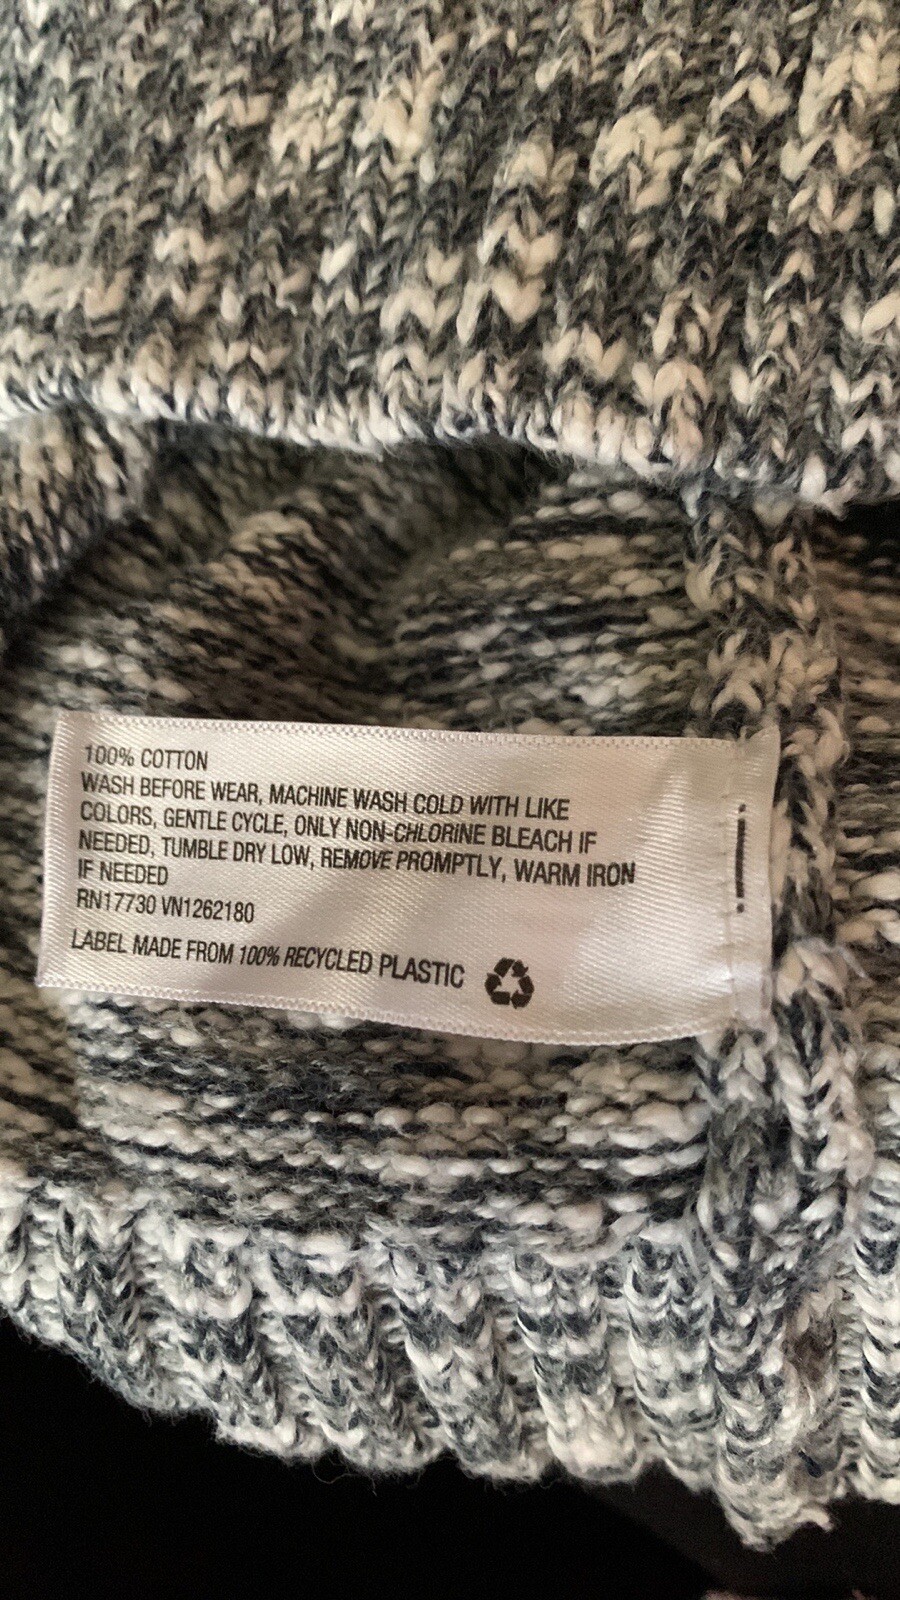 100% COTTON
WASH BEFORE WEAR, MACHINE WASH COLD WITH LIKE
COLORS, GENTLE CYCLE, ONLY NON-CHLORINE BLEACH IF
NEEDED, TUMBLE DRY LOW, REMOVE PROMPTLY, WARM IRON
IF NEEDED
RN17730 VN1262180
LABEL MADE FROM 100% RECYCLED PLASTIC